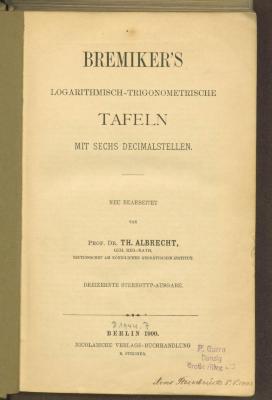 BREMIKER'S
LOGARITHMISCH-TRIGONOMETRISCHE
TAFELN
MIT SECHS DECIMALSTELLEN.
NEU BEARBEITET
VON
PROF. DR. TH. ALBRECHT,
GEH. REG.-RATH,
SECTIONSCHEF AM KÖNIGLICHEN GEODÄTISCHEN INSTITUT.
DREIZEHNTE STEREOTYP-AUSGABE.
BERLIN 1900.
NICOLAISCHE VERLAGS-BUCHHANDLUNG
R. STRICKER.
Danzig